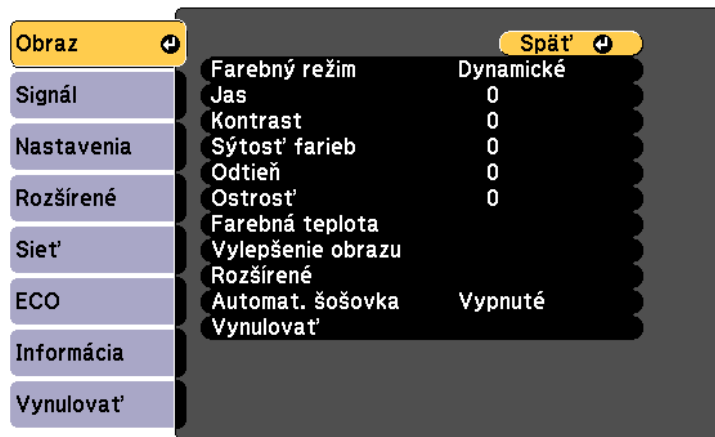 Obraz
Signál
Nastavenia
Rozšírené
Sieť
ECO
Informácia
Vynulovať
Späť
Farebný režim Dynamické
Jas 0
Kontrast 0
Sýtosť farieb 0
Odtieň 0
Ostrosť 0
Farebná teplota
Vylepšenie obrazu
Rozšírené
Automat. šošovka Vypnuté
Vynulovať